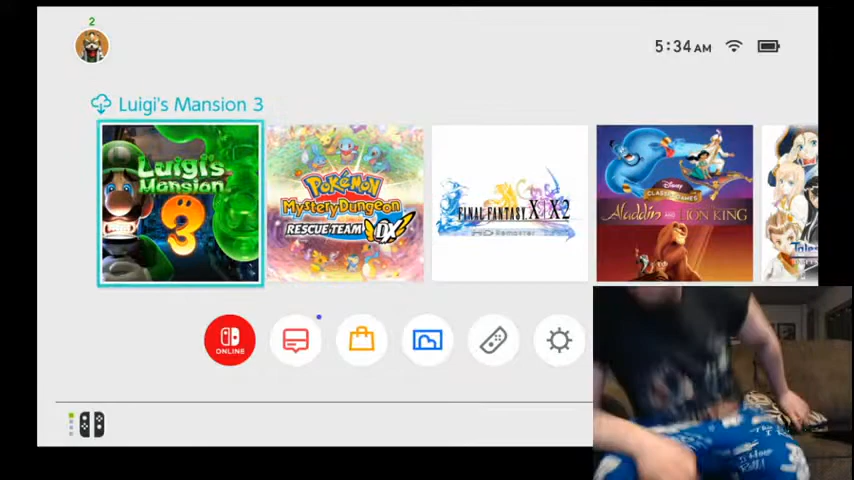 2
5:34 AM
Luigi's Mansion 3
Luigi's
Mansion
3
POKÉMON
MYSTERY DUNGEON
RESCUE TEAM DX
FINAL FANTASY X|X-2
HD Remaster
Disney
CLASSIC GAMES
Aladdin AND LION KING
Tales
ONLINE